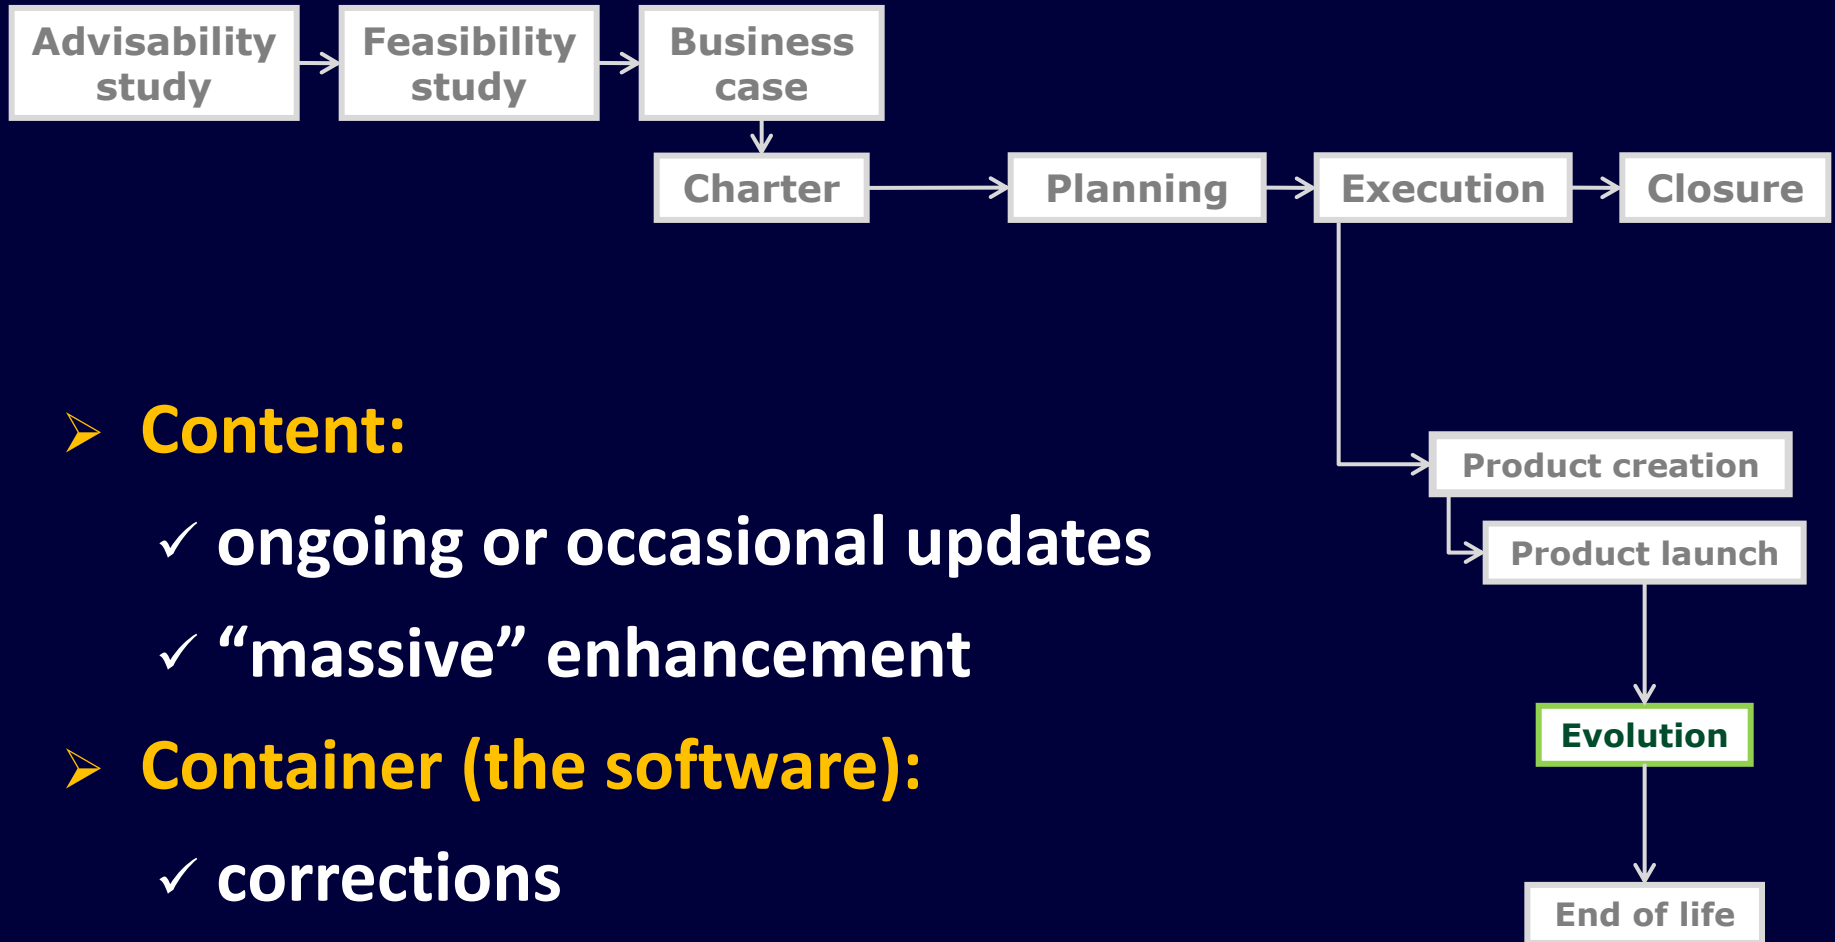 Advisability
study
Feasibility
study
Business
case
Charter
Planning
Execution
Closure
Content:
ongoing or occasional updates
“massive” enhancement
Container (the software):
corrections
Product creation
Product launch
Evolution
End of life